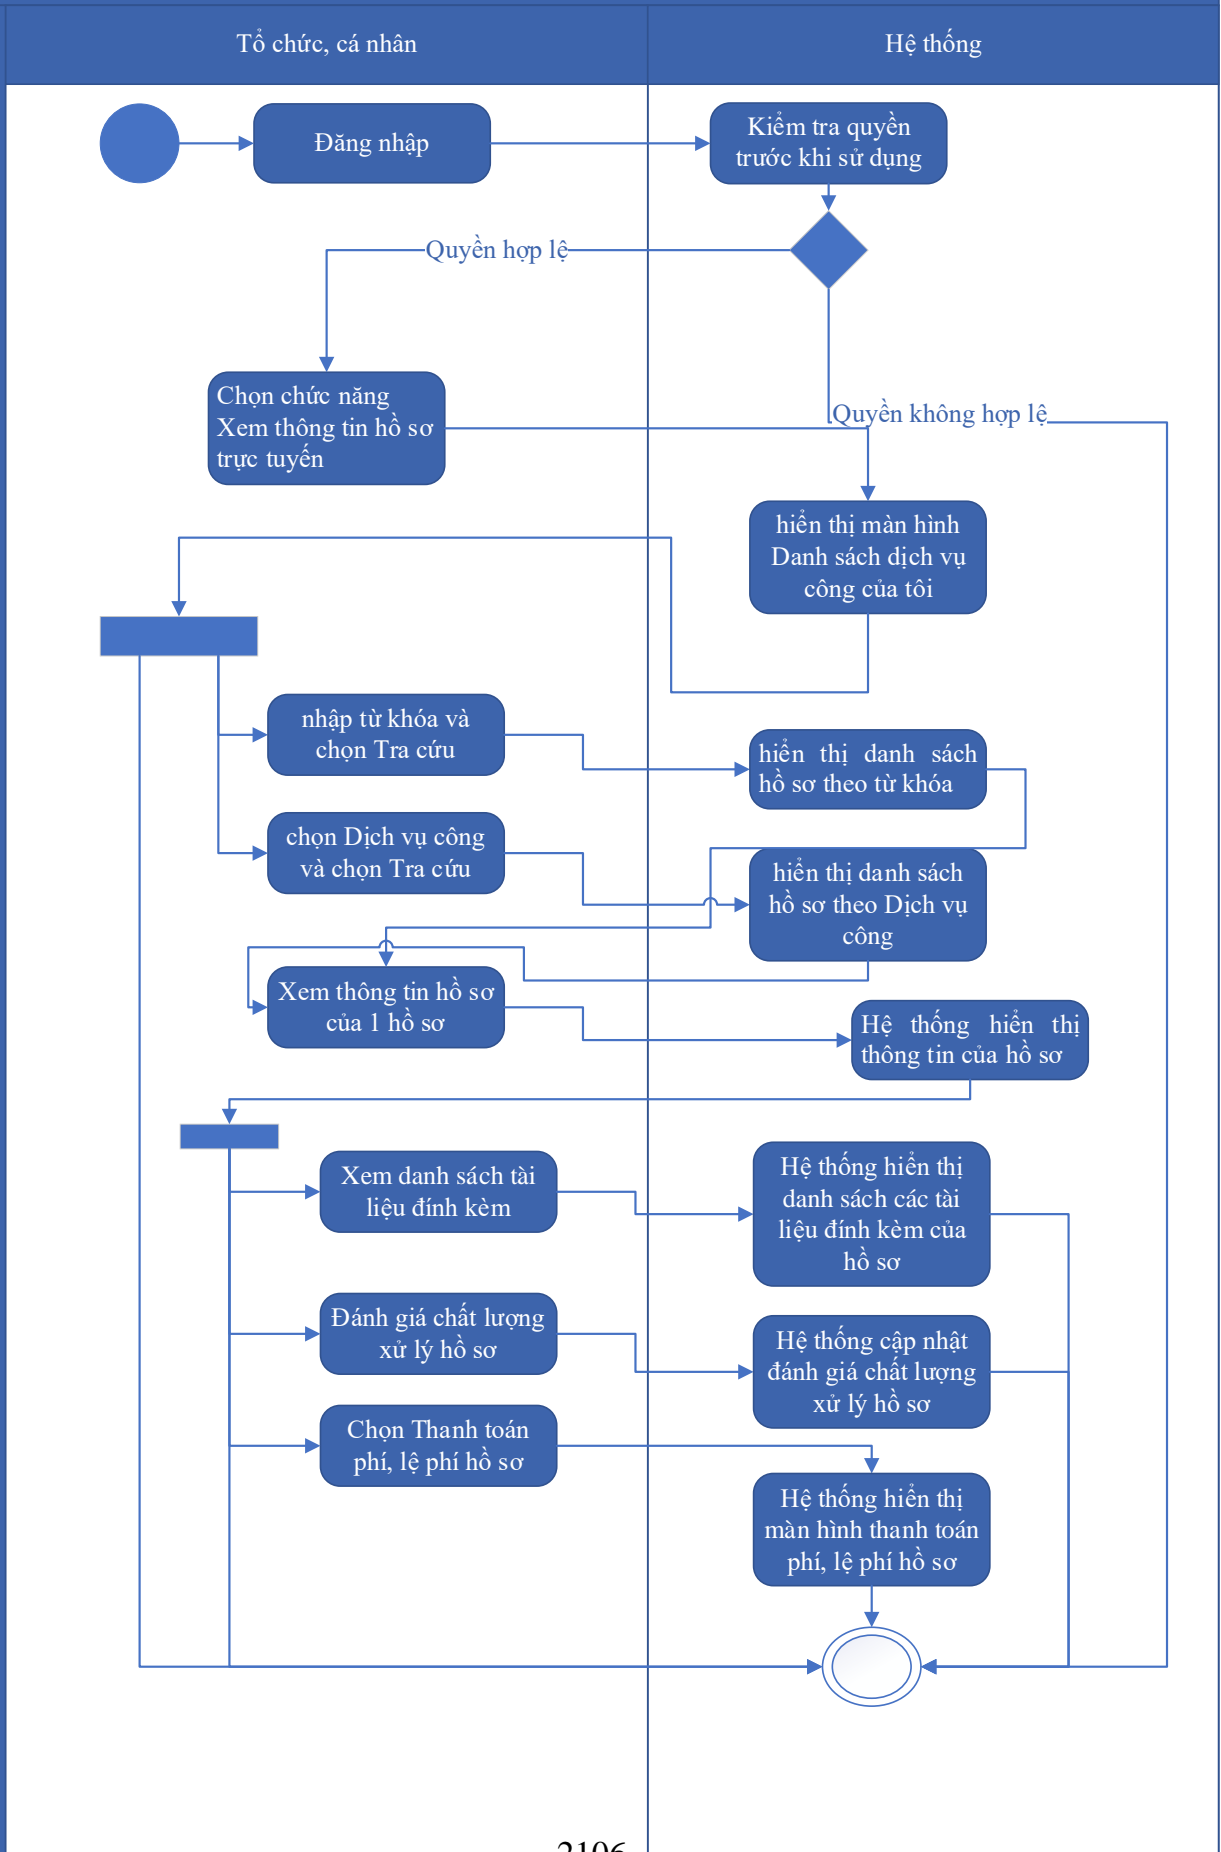 Tổ chức, cá nhân
Hệ thống
Đăng nhập
Kiểm tra quyền
trước khi sử dụng
Quyền hợp lệ
Chọn chức năng
Xem thông tin hồ sơ
trực tuyến
Quyền không hợp lệ
hiển thị màn hình
Danh sách dịch vụ
công của tôi
nhập từ khóa và
chọn Tra cứu
hiển thị danh sách
hồ sơ theo từ khóa
chọn Dịch vụ công
và chọn Tra cứu
hiển thị danh sách
hồ sơ theo Dịch vụ
công
Xem thông tin hồ sơ
của 1 hồ sơ
Hệ thống hiển thị
thông tin của hồ sơ
Xem danh sách tài
liệu đính kèm
Hệ thống hiển thị
danh sách các tài
liệu đính kèm của
hồ sơ
Đánh giá chất lượng
xử lý hồ sơ
Hệ thống cập nhật
đánh giá chất lượng
xử lý hồ sơ
Chọn Thanh toán
phí, lệ phí hồ sơ
Hệ thống hiển thị
màn hình thanh toán
phí, lệ phí hồ sơ
2106